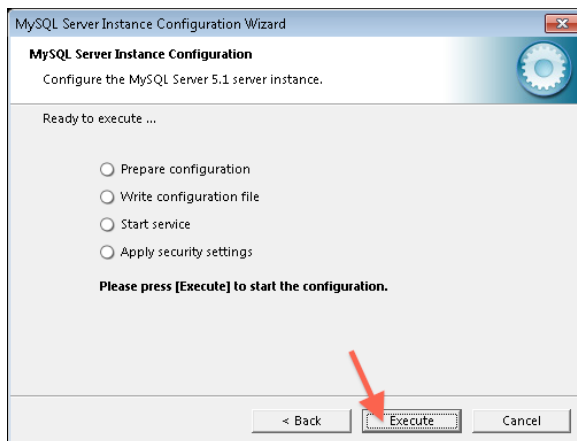 MySQL Server Instance Configuration Wizard
MySQL Server Instance Configuration
Configure the MySQL Server 5.1 server instance.
Ready to execute ...
Prepare configuration
Write configuration file
Start service
Apply security settings
Please press [Execute] to start the configuration.
< Back
Execute
Cancel